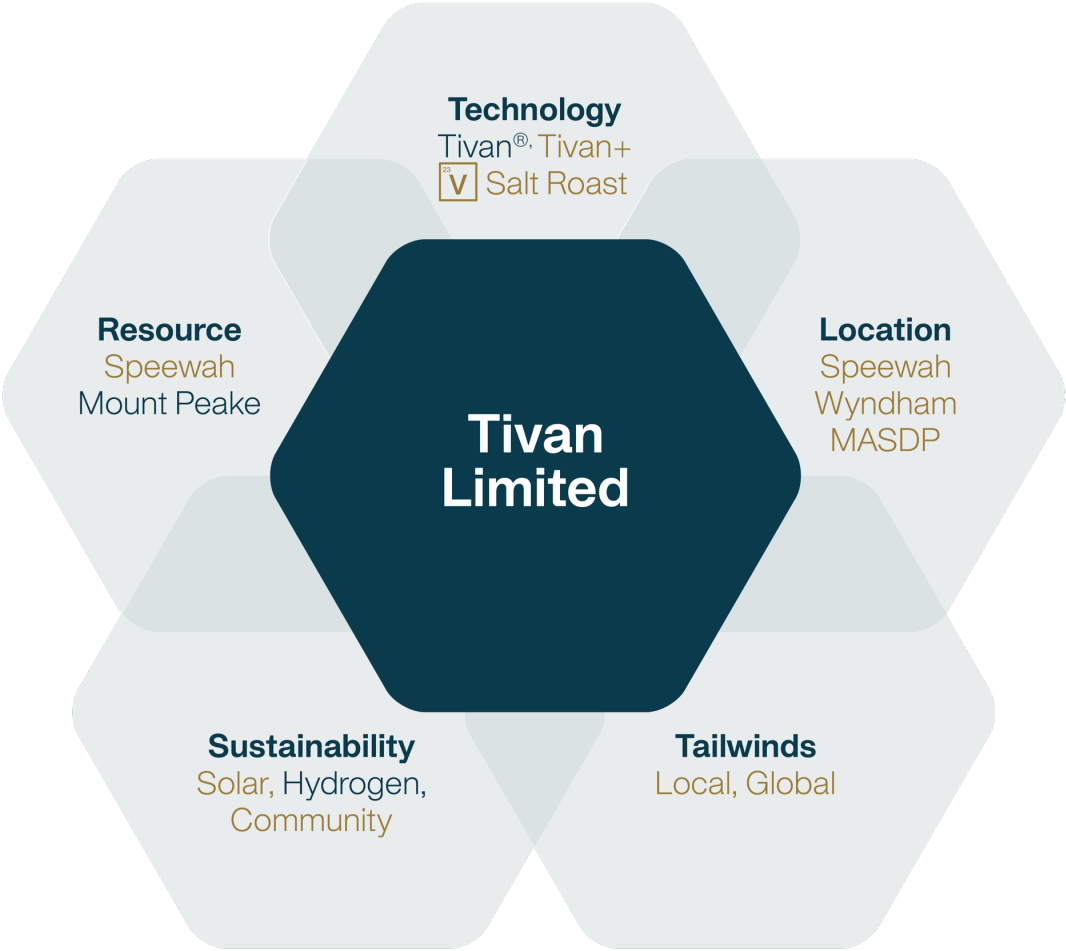 Technology
Tivan®, Tivan+
23 V Salt Roast
Resource
Speewah
Mount Peake
Location
Speewah
Wyndham
MASDP
Tivan
Limited
Sustainability
Solar, Hydrogen,
Community
Tailwinds
Local, Global